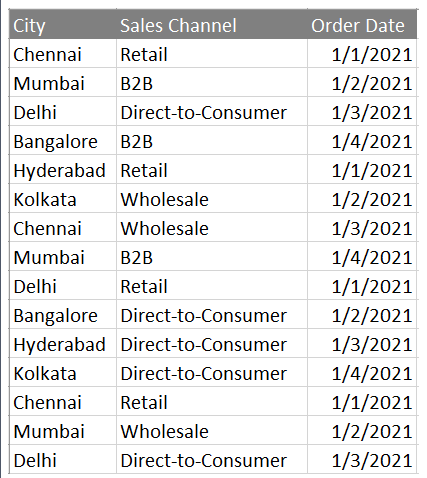 City Sales Channel Order Date
Chennai Retail 1/1/2021
Mumbai B2B 1/2/2021
Delhi Direct-to-Consumer 1/3/2021
Bangalore B2B 1/4/2021
Hyderabad Retail 1/1/2021
Kolkata Wholesale 1/2/2021
Chennai Wholesale 1/3/2021
Mumbai B2B 1/4/2021
Delhi Retail 1/1/2021
Bangalore Direct-to-Consumer 1/2/2021
Hyderabad Direct-to-Consumer 1/3/2021
Kolkata Direct-to-Consumer 1/4/2021
Chennai Retail 1/1/2021
Mumbai Wholesale 1/2/2021
Delhi Direct-to-Consumer 1/3/2021